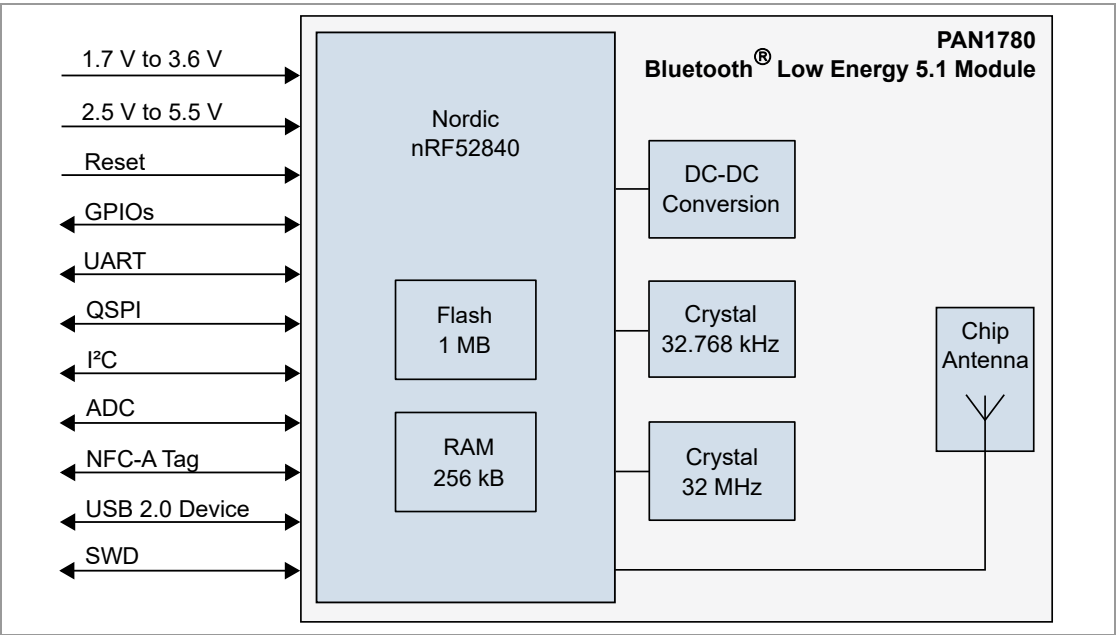 PAN1780
Bluetooth® Low Energy 5.1 Module
1.7 V to 3.6 V
2.5 V to 5.5 V
Reset
GPIOs
UART
QSPI
I²C
ADC
NFC-A Tag
USB 2.0 Device
SWD
Nordic
nRF52840
Flash
1 MB
RAM
256 kB
DC-DC
Conversion
Crystal
32.768 kHz
Crystal
32 MHz
Chip
Antenna